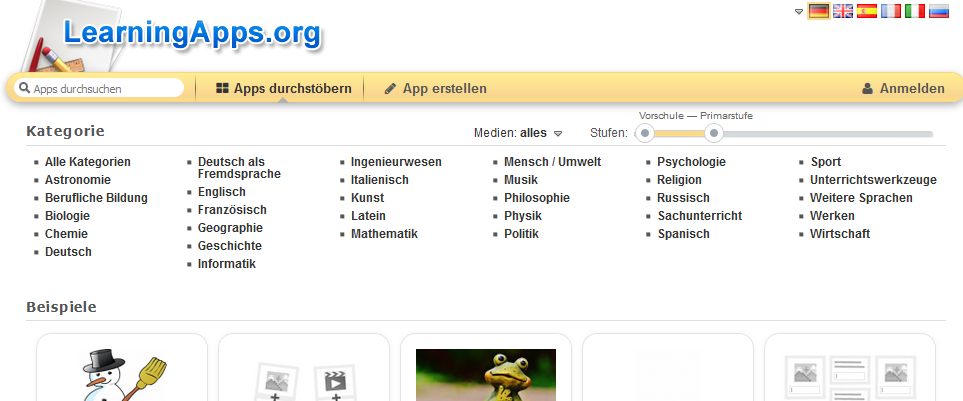 LearningApps.org
Apps durchsuchen
Apps durchstöbern
App erstellen
Anmelden
Vorschule — Primarstufe
Kategorie
Medien: alles
Stufen:
Alle Kategorien
Astronomie
Berufliche Bildung
Biologie
Chemie
Deutsch
Deutsch als
Fremdsprache
Englisch
Französisch
Geographie
Geschichte
Informatik
Ingenieurwesen
Italienisch
Kunst
Latein
Mathematik
Mensch / Umwelt
Musik
Philosophie
Physik
Politik
Psychologie
Religion
Russisch
Sachunterricht
Spanisch
Sport
Unterrichtswerkzeuge
Weitere Sprachen
Werken
Wirtschaft
Beispiele